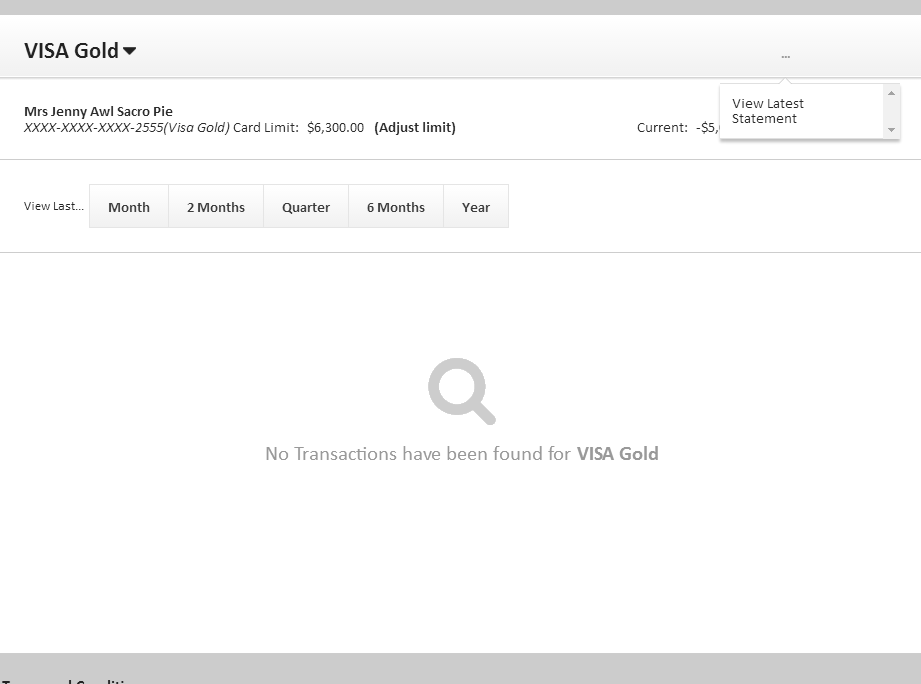 VISA Gold
...
Mrs Jenny Awl Sacro Pie
XXXX-XXXX-XXXX-2555(Visa Gold) Card Limit: $6,300.00 (Adjust limit)
Current: -$5,
View Latest
Statement
View Last... Month 2 Months Quarter 6 Months Year
No Transactions have been found for VISA Gold